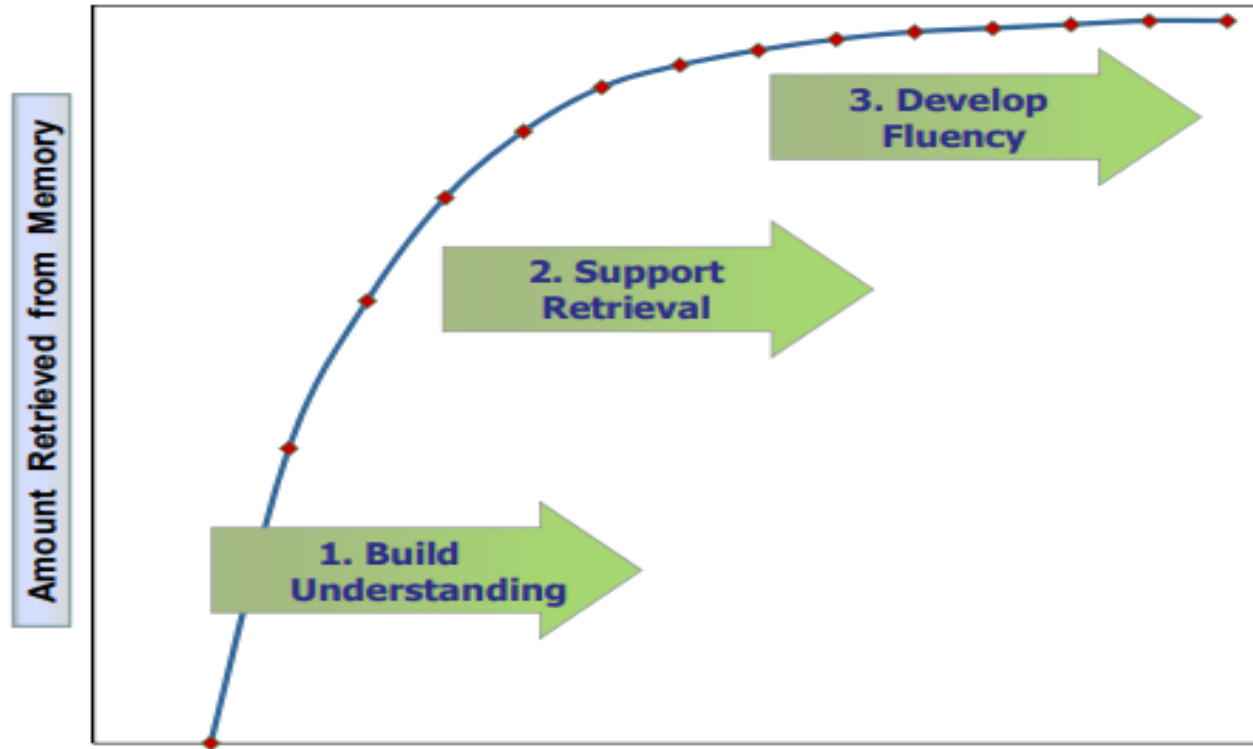 Amount Retrieved from Memory
3. Develop
Fluency
2. Support
Retrieval
1. Build
Understanding